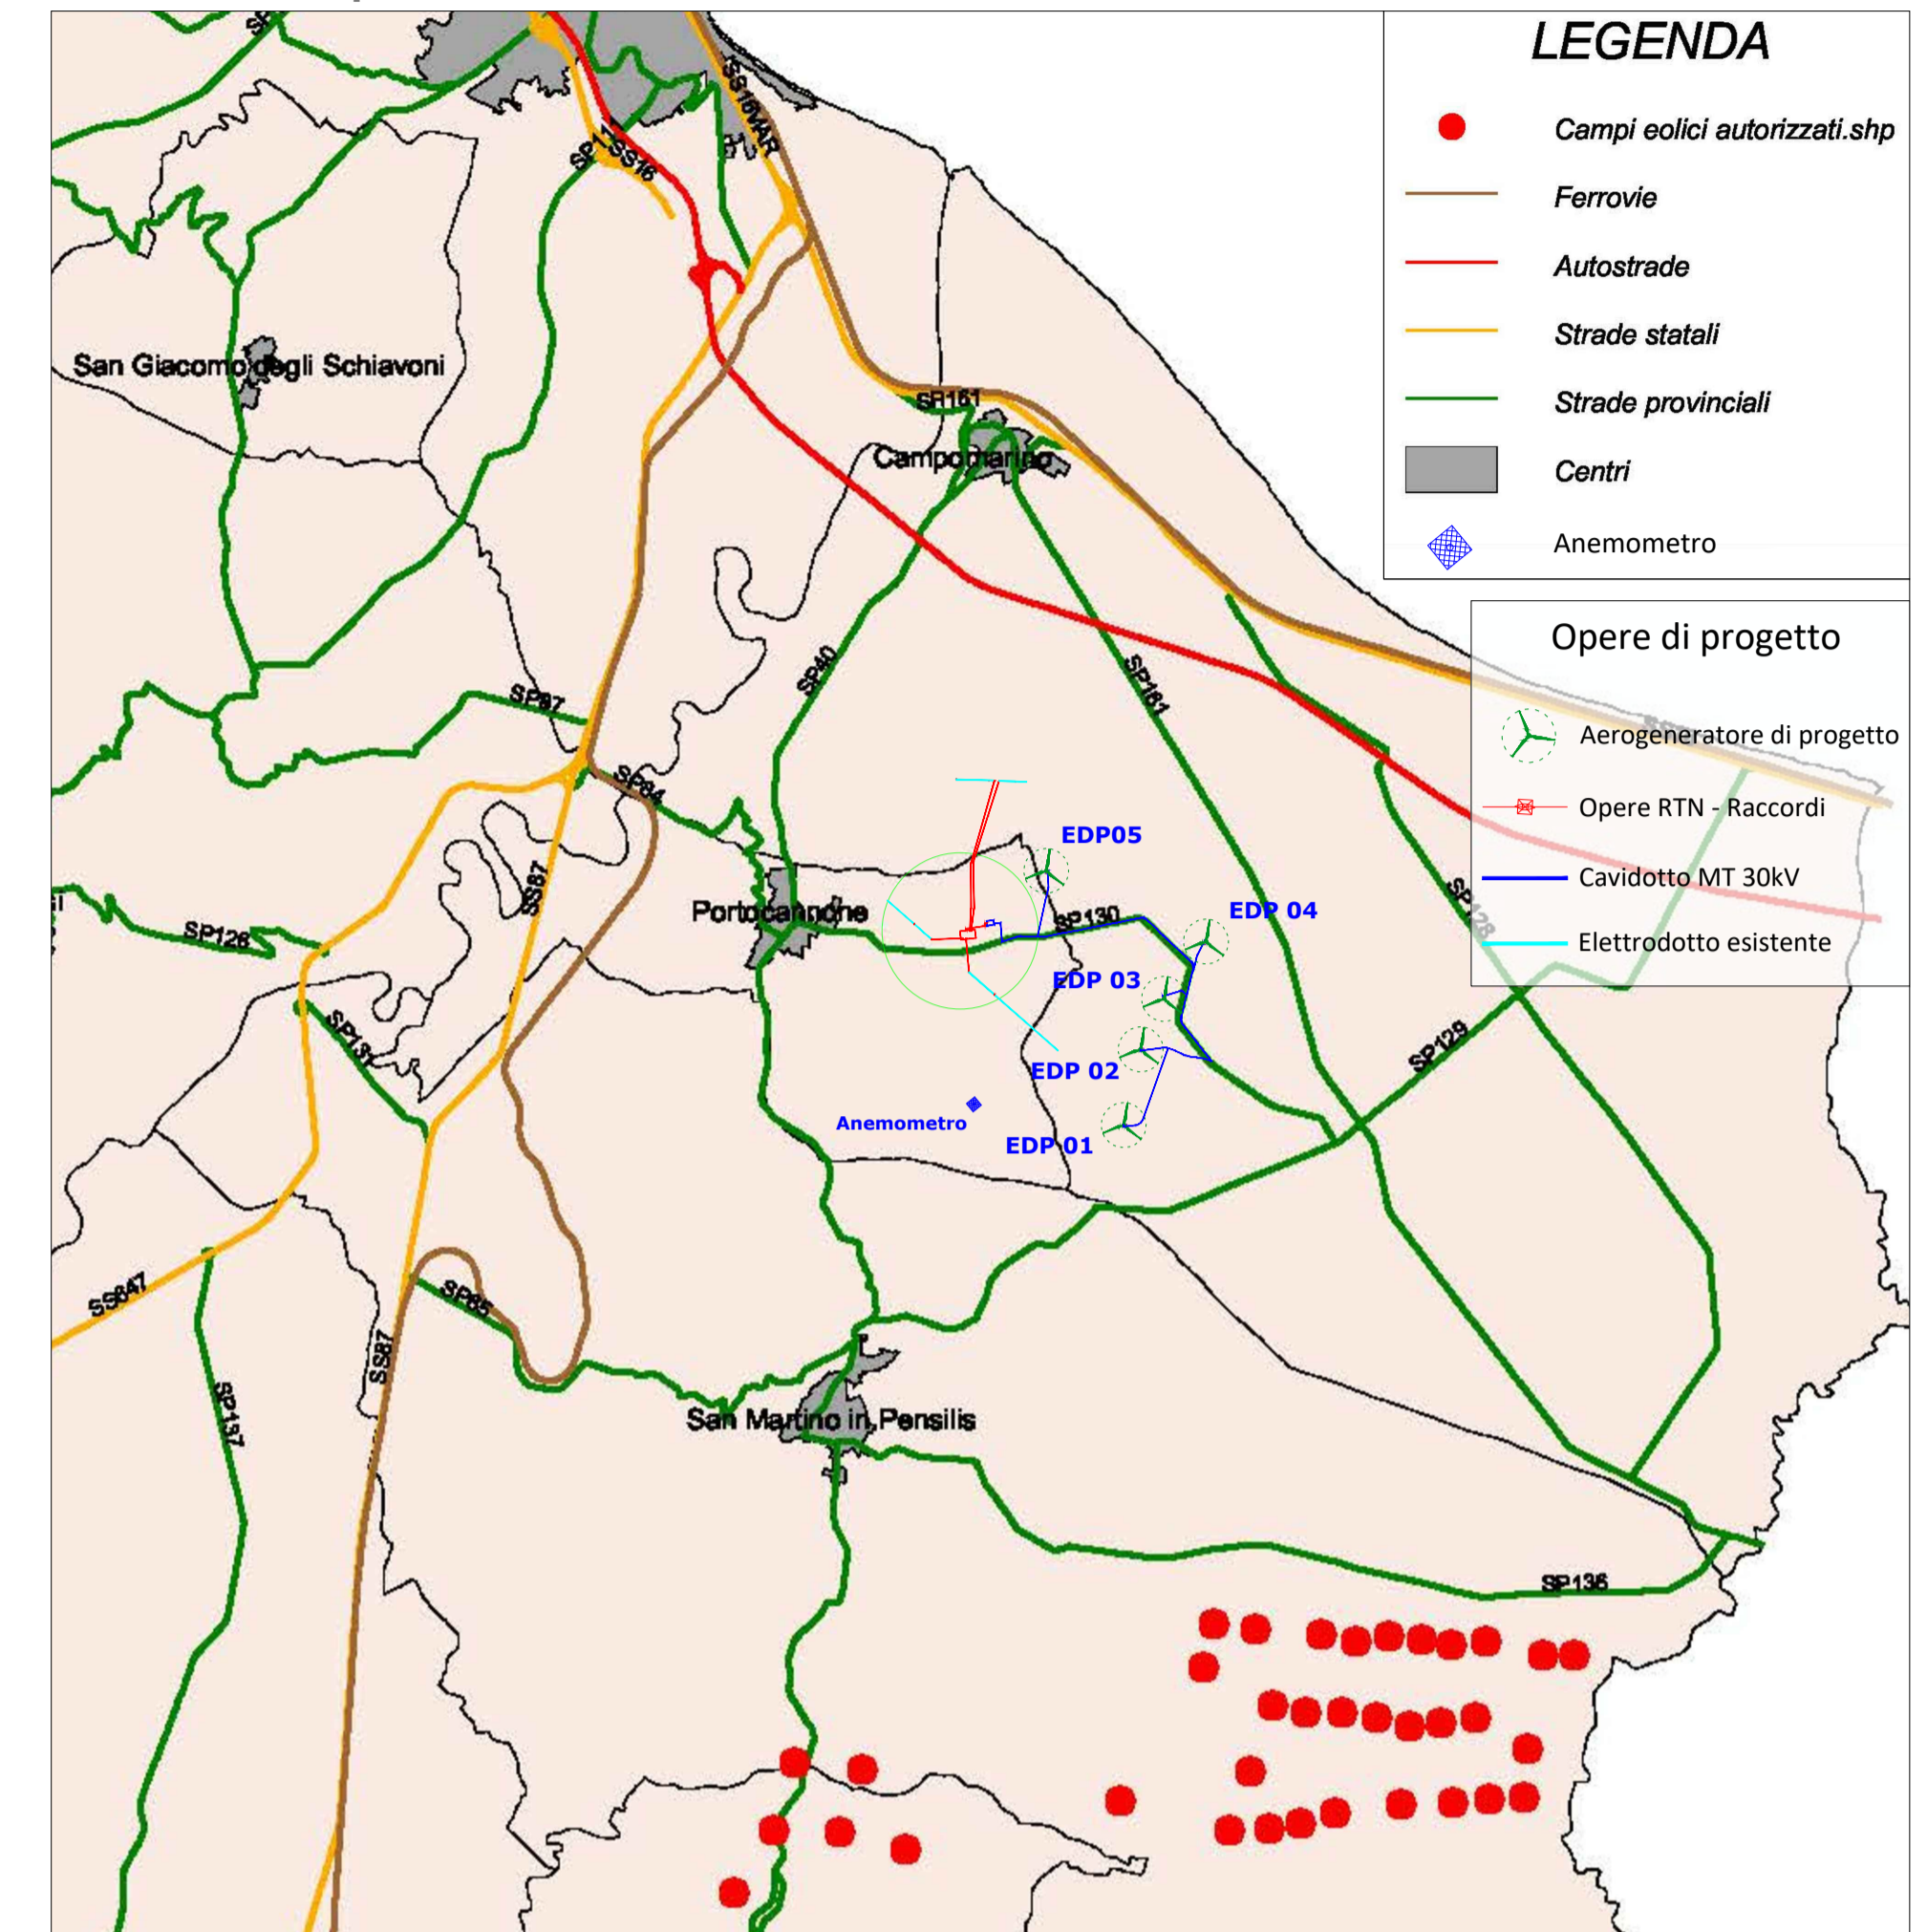 LEGENDA
Campi eolici autorizzati.shp
Ferrovie
Autostrade
Strade statali
Strade provinciali
Centri
Anemometro
Opere di progetto
Aerogeneratore di progetto
Opere RTN - Raccordi
Cavidotto MT 30kV
Elettrodotto esistente
SS16VAR
SS16
San Giacomo degli Schiavoni
SR161
Campomarino
SP40
SP161
SP87
SP84
EDP05
SS87
SP128
Portocannone
SP130
EDP 04
SP126
EDP 03
SP131
SP129
EDP 02
Anemometro
EDP 01
SS647
SP65
SS87
SP137
San Martino in Pensilis
SP136